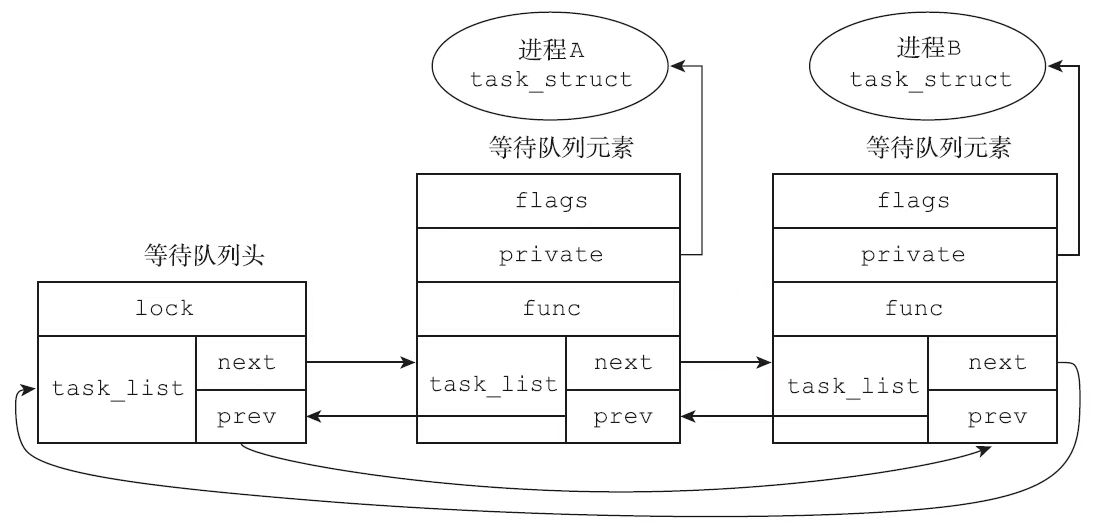 进程A
task_struct
进程B
task_struct
等待队列元素
等待队列元素
flags
flags
private
private
等待队列头
lock
func
func
task_list
next
prev
task_list
next
prev
task_list
next
prev